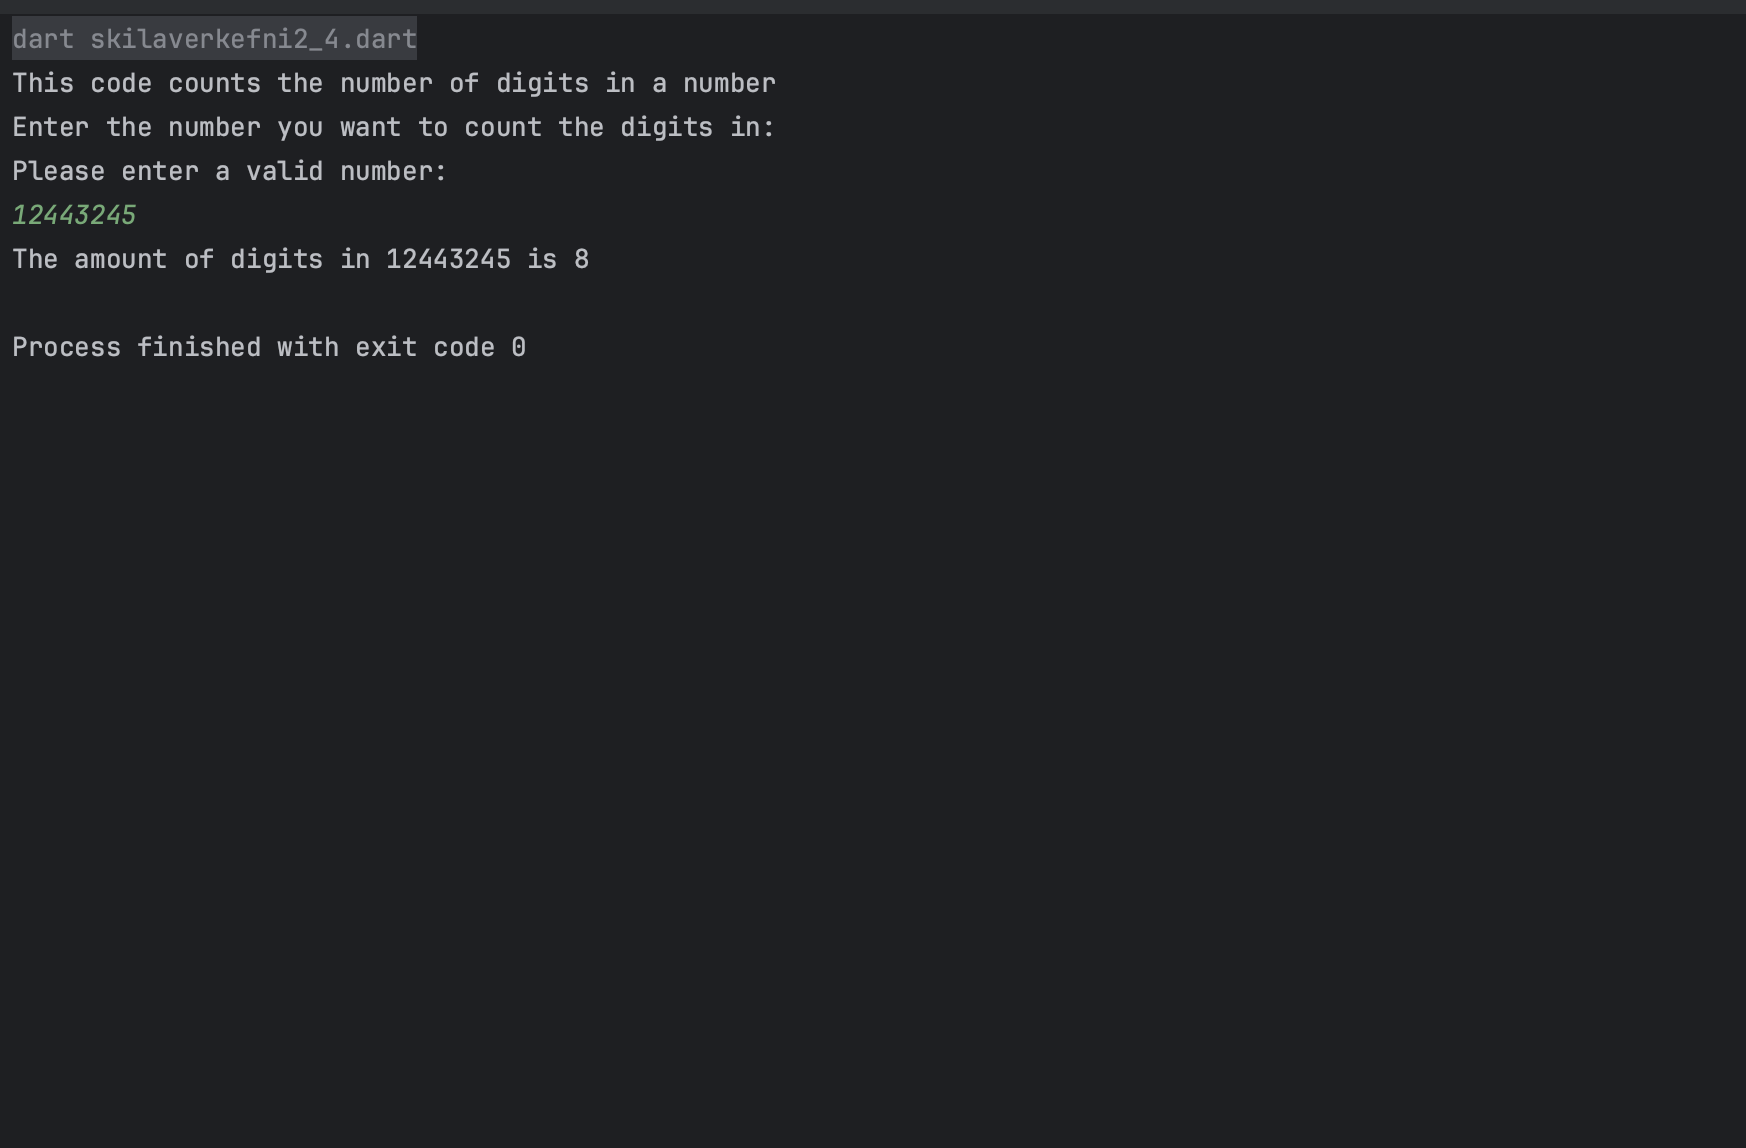 dart skilaverkefni2_4.dart
This code counts the number of digits in a number
Enter the number you want to count the digits in:
Please enter a valid number:
12443245
The amount of digits in 12443245 is 8
Process finished with exit code 0